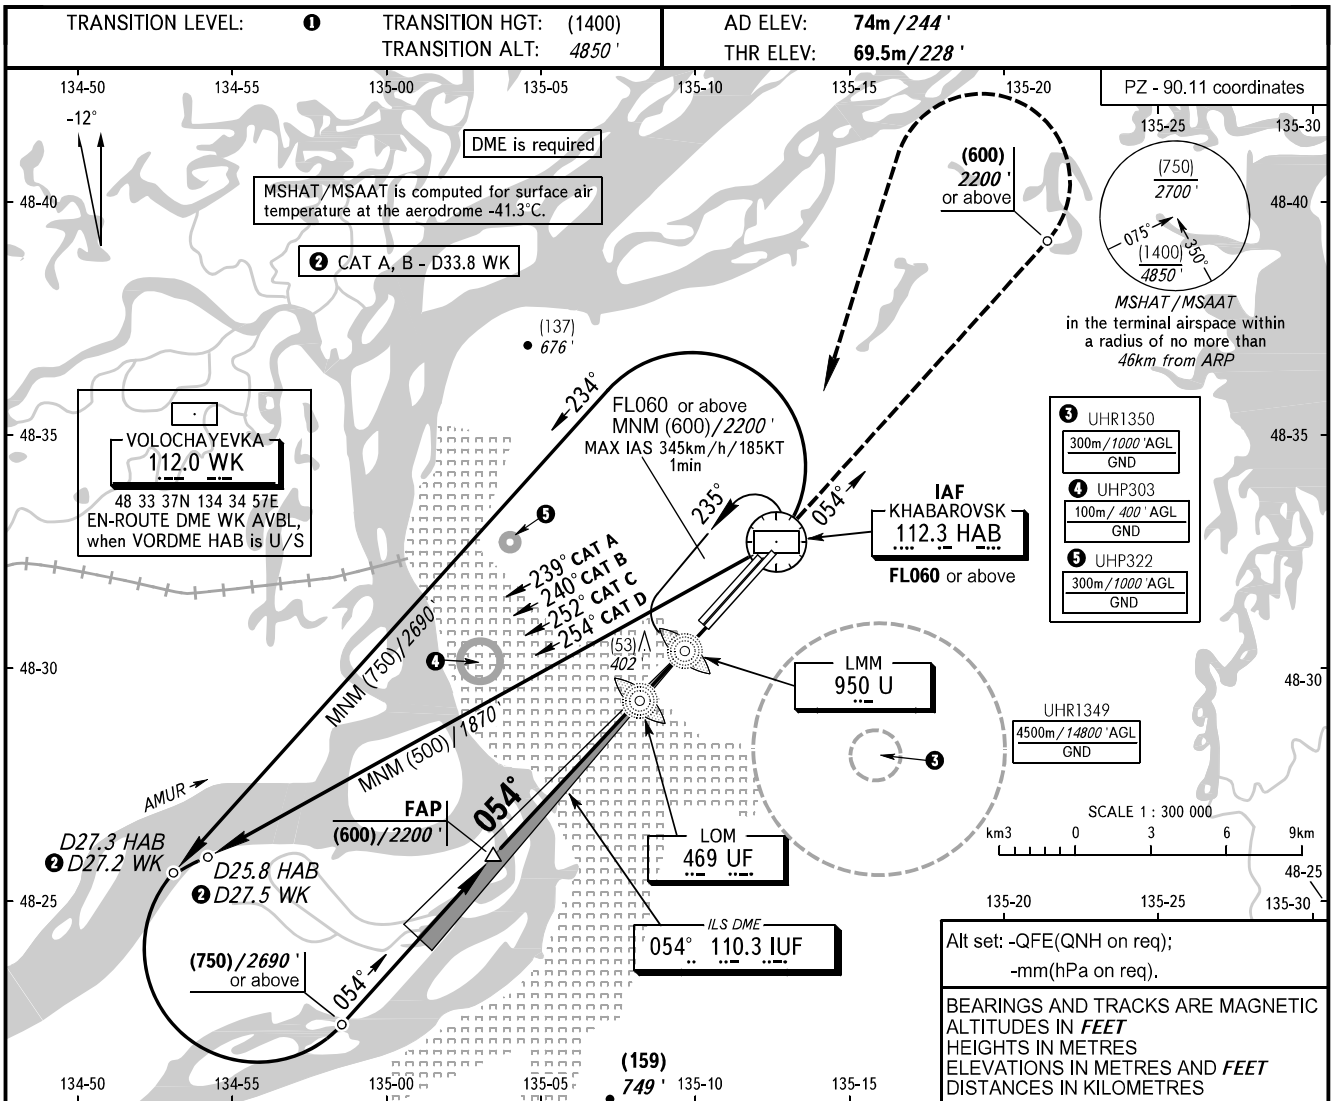 TRANSITION LEVEL: ❶ TRANSITION HGT: (1400)
TRANSITION ALT: 4850 '
AD ELEV: 74m/244 '
THR ELEV: 69.5m/228 '
134-50 134-55 135-00 135-05 135-10 135-15 135-20
PZ - 90.11 coordinates
135-25 135-30
-12°
DME is required
MSHAT/MSAAT is computed for surface air
temperature at the aerodrome -41.3°C.
❷ CAT A, B - D33.8 WK
(600)
2200 '
or above
(750)
2700 '
075°
350°
(1400)
4850 '
MSHAT/MSAAT
in the terminal airspace within
a radius of no more than
46km from ARP
48-40
48-40
(137)
676 '
234°
FL060 or above
MNM (600)/2200 '
MAX IAS 345km/h/185KT
1min
235°
054°
❸ UHR1350
300m/1000 'AGL
GND
❹ UHP303
100m/ 400' AGL
GND
❺ UHP322
300m/1000 'AGL
GND
48-35
48-35
VOLOCHAYEVKA
112.0 WK
48 33 37N 134 34 57E
EN-ROUTE DME WK AVBL,
when VORDME HAB is U/S
IAF
KHABAROVSK
112.3 HAB
FL060 or above
❺
239° CAT A
240° CAT B
252° CAT C
254° CAT D
(53)
402
❹
48-30
48-30
LMM
950 U
UHR1349
4500m/14800 'AGL
GND
❸
MNM (750)/2690 '
MNM (500)/1870 '
AMUR
FAP
(600)/2200 '
054°
LOM
469 UF
SCALE 1 : 300 000
km3 0 3 6 9km
D27.3 HAB
❷ D27.2 WK
D25.8 HAB
❷ D27.5 WK
48-25
48-25
135-20 135-25 135-30
ILS DME
054° 110.3 IUF
(750)/2690 '
or above
054°
Alt set: -QFE(QNH on req);
-mm(hPa on req).
BEARINGS AND TRACKS ARE MAGNETIC
ALTITUDES IN FEET
HEIGHTS IN METRES
ELEVATIONS IN METRES AND FEET
DISTANCES IN KILOMETRES
(159)
749 '
134-50 134-55 135-00 135-05 135-10 135-15